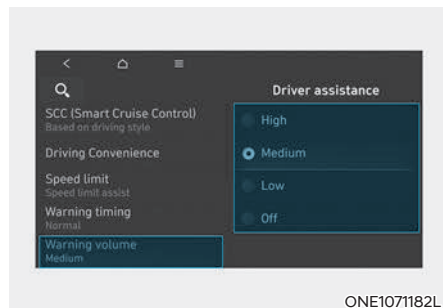 Driver assistance
SCC (Smart Cruise Control)
Based on driving style
Driving Convenience
Speed limit
Speed limit assist
Warning timing
Normal
Warning volume
Medium
High
Medium
Low
Off
ONE1071182L